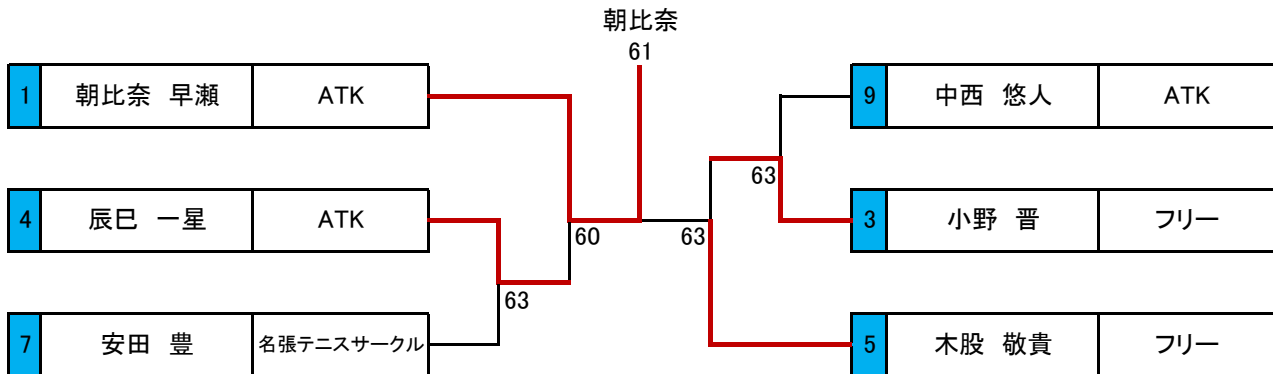 朝比奈
61
1 朝比奈 早瀬 ATK
9 中西 悠人 ATK
63
4 辰巳 一星 ATK
3 小野 晋 フリー
60
63
63
7 安田 豊 名張テニスサークル
5 木股 敬貴 フリー